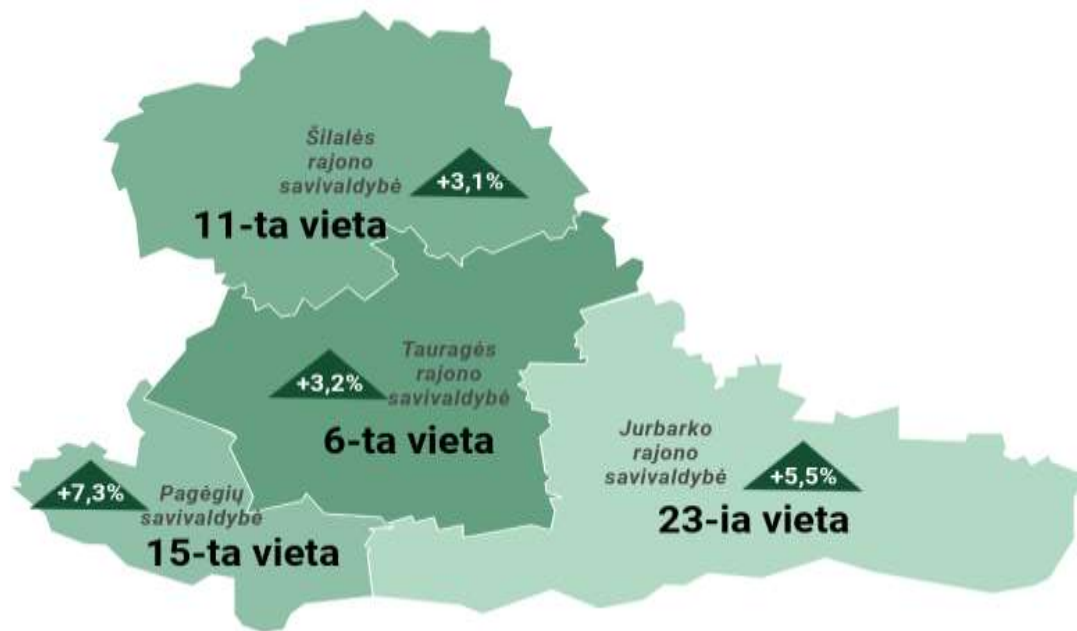 Šilalės
rajono
savivaldybė
+3,1%
11-ta vieta
Tauragės
rajono
savivaldybė
+3,2%
6-ta vieta
Jurbarko
rajono
savivaldybė
+5,5%
23-ia vieta
+7,3%
Pagėgių
savivaldybė
15-ta vieta